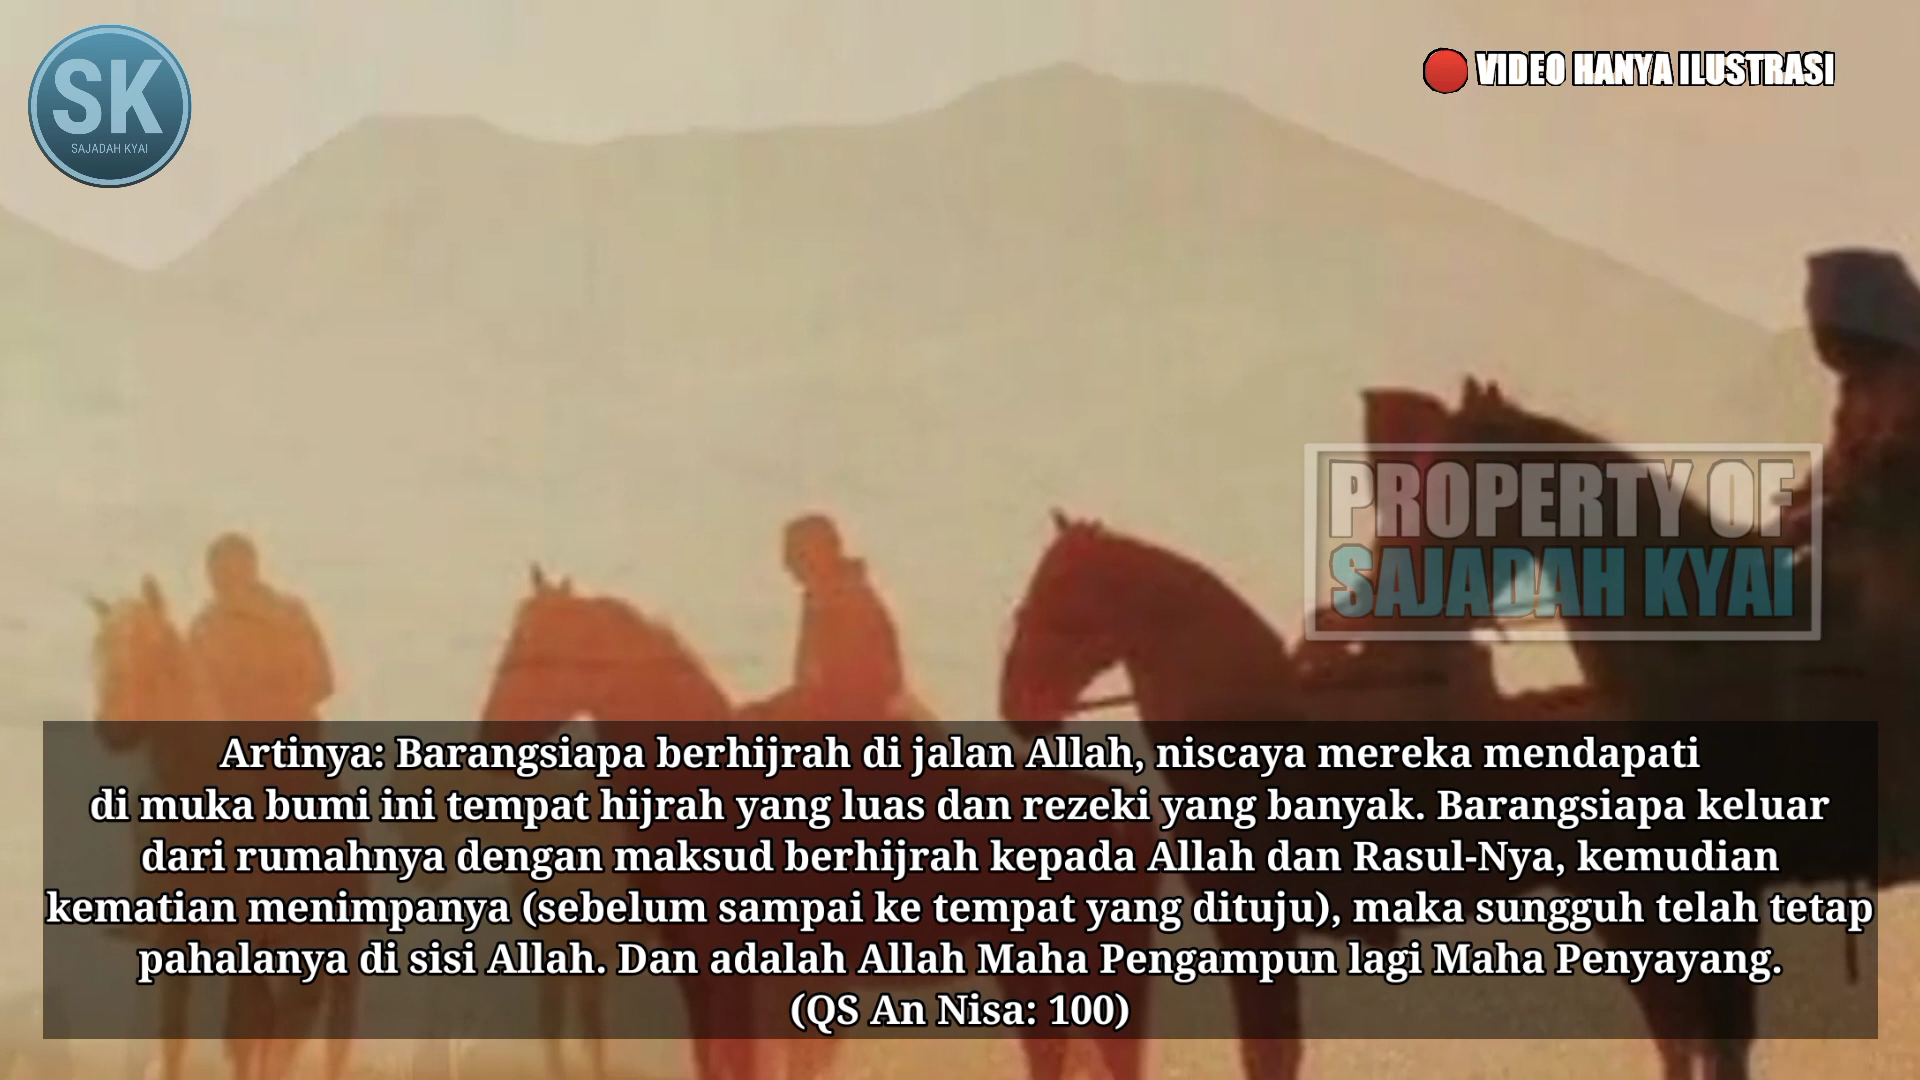 SK
SAJADAH KYAI
VIDEO HANYA ILUSTRASI
PROPERTY OF
SAJADAH KYAI
Artinya: Barangsiapa berhijrah di jalan Allah, niscaya mereka mendapati
di muka bumi ini tempat hijrah yang luas dan rezeki yang banyak. Barangsiapa keluar
dari rumahnya dengan maksud berhijrah kepada Allah dan Rasul-Nya, kemudian
kematian menimpanya (sebelum sampai ke tempat yang dituju), maka sungguh telah tetap
pahalanya di sisi Allah. Dan adalah Allah Maha Pengampun lagi Maha Penyayang.
(QS An Nisa: 100)